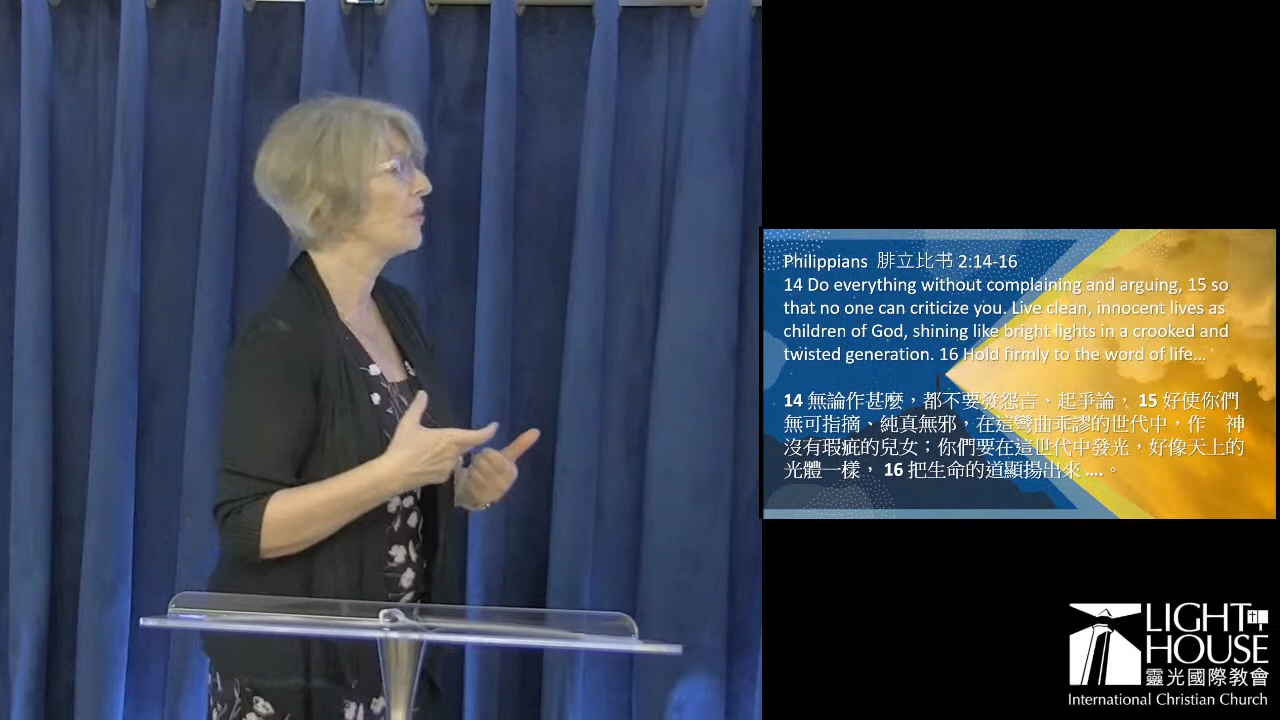 Philippians 腓立比书 2:14-16
14 Do everything without complaining and arguing, 15 so
that no one can criticize you. Live clean, innocent lives as
children of God, shining like bright lights in a crooked and
twisted generation. 16 Hold firmly to the word of life…
14 無論作甚麼，都不要發怨言、起爭論， 15 好使你們
無可指摘、純真無邪，在這彎曲乖謬的世代中，作　神
沒有瑕疵的兒女；你們要在這世代中發光，好像天上的
光體一樣， 16 把生命的道顯揚出來 ....。
LIGHT
HOUSE
靈光國際教會
International Christian Church